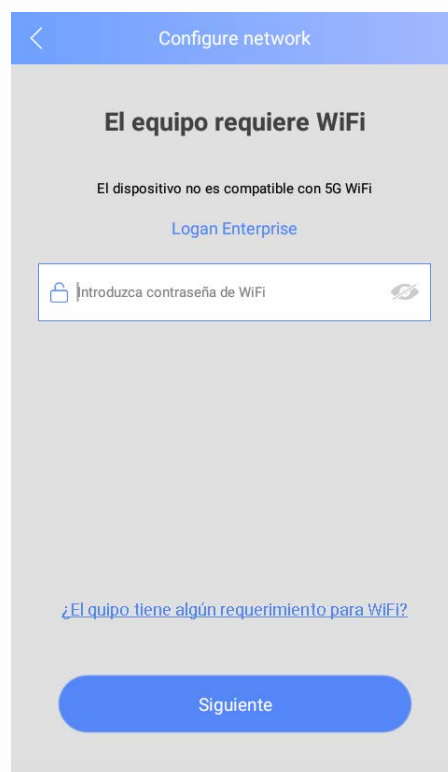 Configure network
El equipo requiere WiFi
El dispositivo no es compatible con 5G WiFi
Logan Enterprise
Introduzca contraseña de WiFi
¿El quipo tiene algún requerimiento para WiFi?
Siguiente